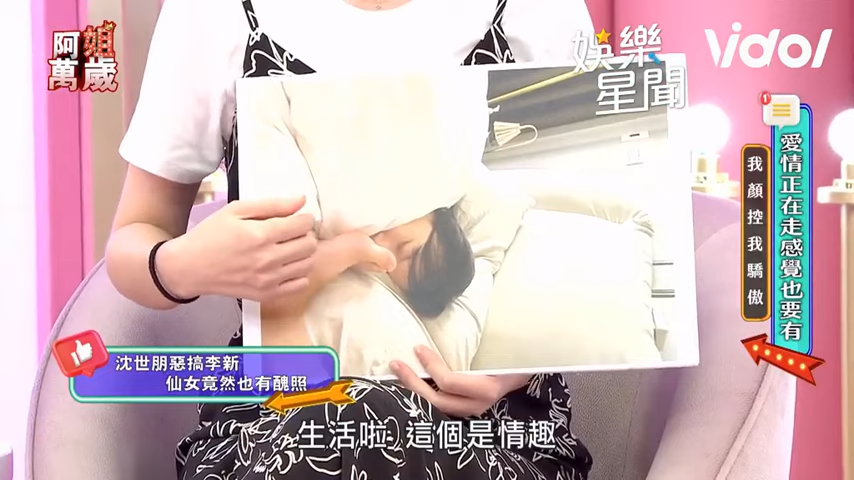 阿姐
萬歲
娛樂
星聞
Vidol
1
愛情正在走感覺也要有
我顏控我驕傲
沈世朋惡搞李新
仙女竟然也有醜照
生活啦 這個是情趣